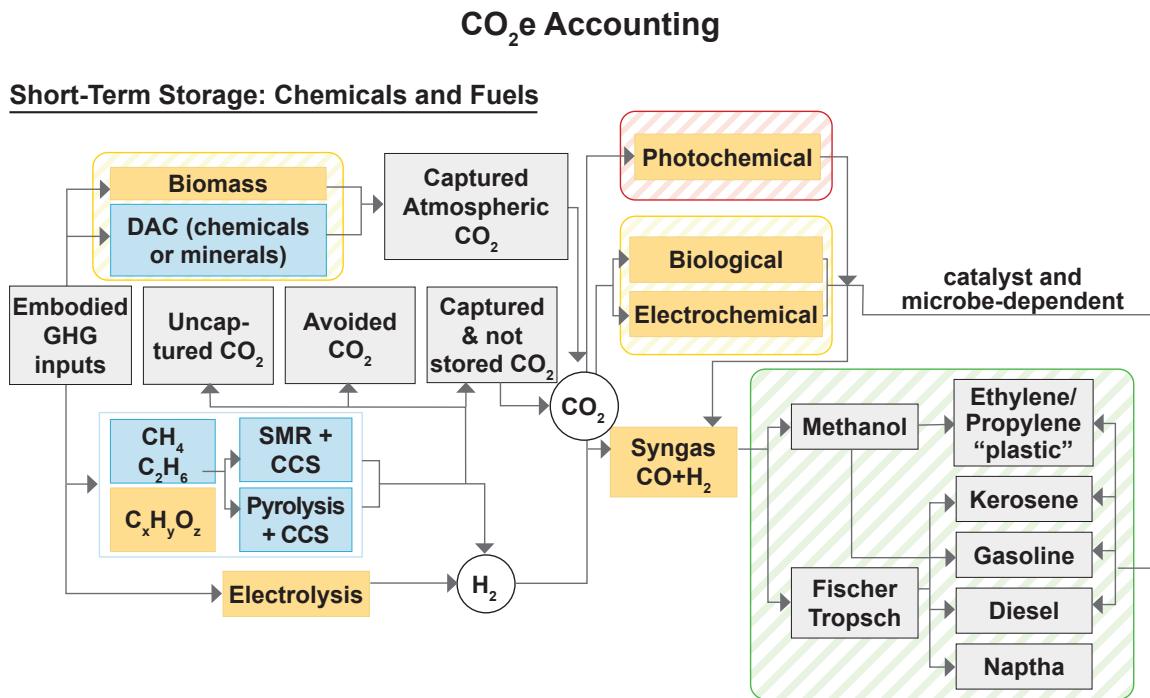 CO₂e Accounting
Short-Term Storage: Chemicals and Fuels
Photochemical
Biomass
DAC (chemicals
or minerals)
Captured
Atmospheric
CO₂
Biological
Electrochemical
catalyst and
microbe-dependent
Embodied
GHG
inputs
Uncap-
tured CO₂
Avoided
CO₂
Captured
& not
stored CO₂
CO₂
CH₄
C₂H₆
CₓHᵧO_z
SMR +
CCS
Pyrolysis
+ CCS
Electrolysis
H₂
Syngas
CO+H₂
Methanol
Fischer
Tropsch
Ethylene/
Propylene
“plastic”
Kerosene
Gasoline
Diesel
Naptha